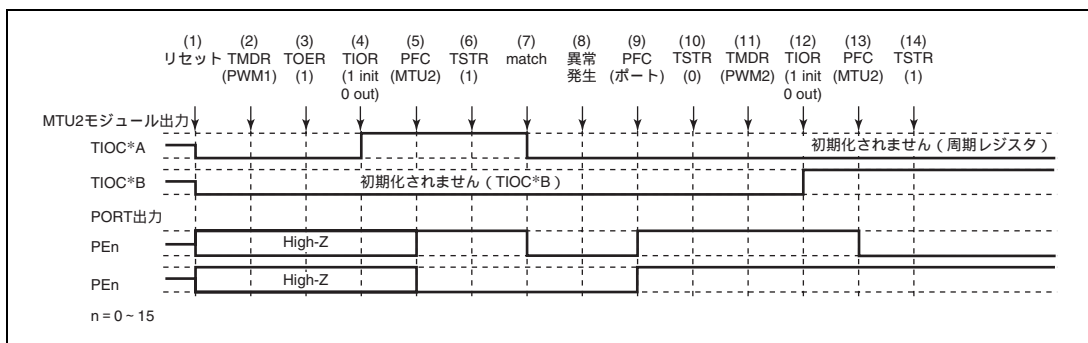 (1) (2) (3) (4) (5) (6) (7) (8) (9) (10) (11) (12) (13) (14)
リセット TMDR TOER TIOR PFC TSTR match 異常 PFC TSTR TMDR TIOR PFC TSTR
(PWM1) (1) (1 init (MTU2) (1) 発生 (ポート) (0) (PWM2) (1 init (MTU2) (1)
0 out) 0 out)
MTU2モジュール出力
TIOC*A 初期化されません(周期レジスタ)
TIOC*B 初期化されません(TIOC*B)
PORT出力
PEn High-Z
PEn High-Z
n = 0 ~ 15